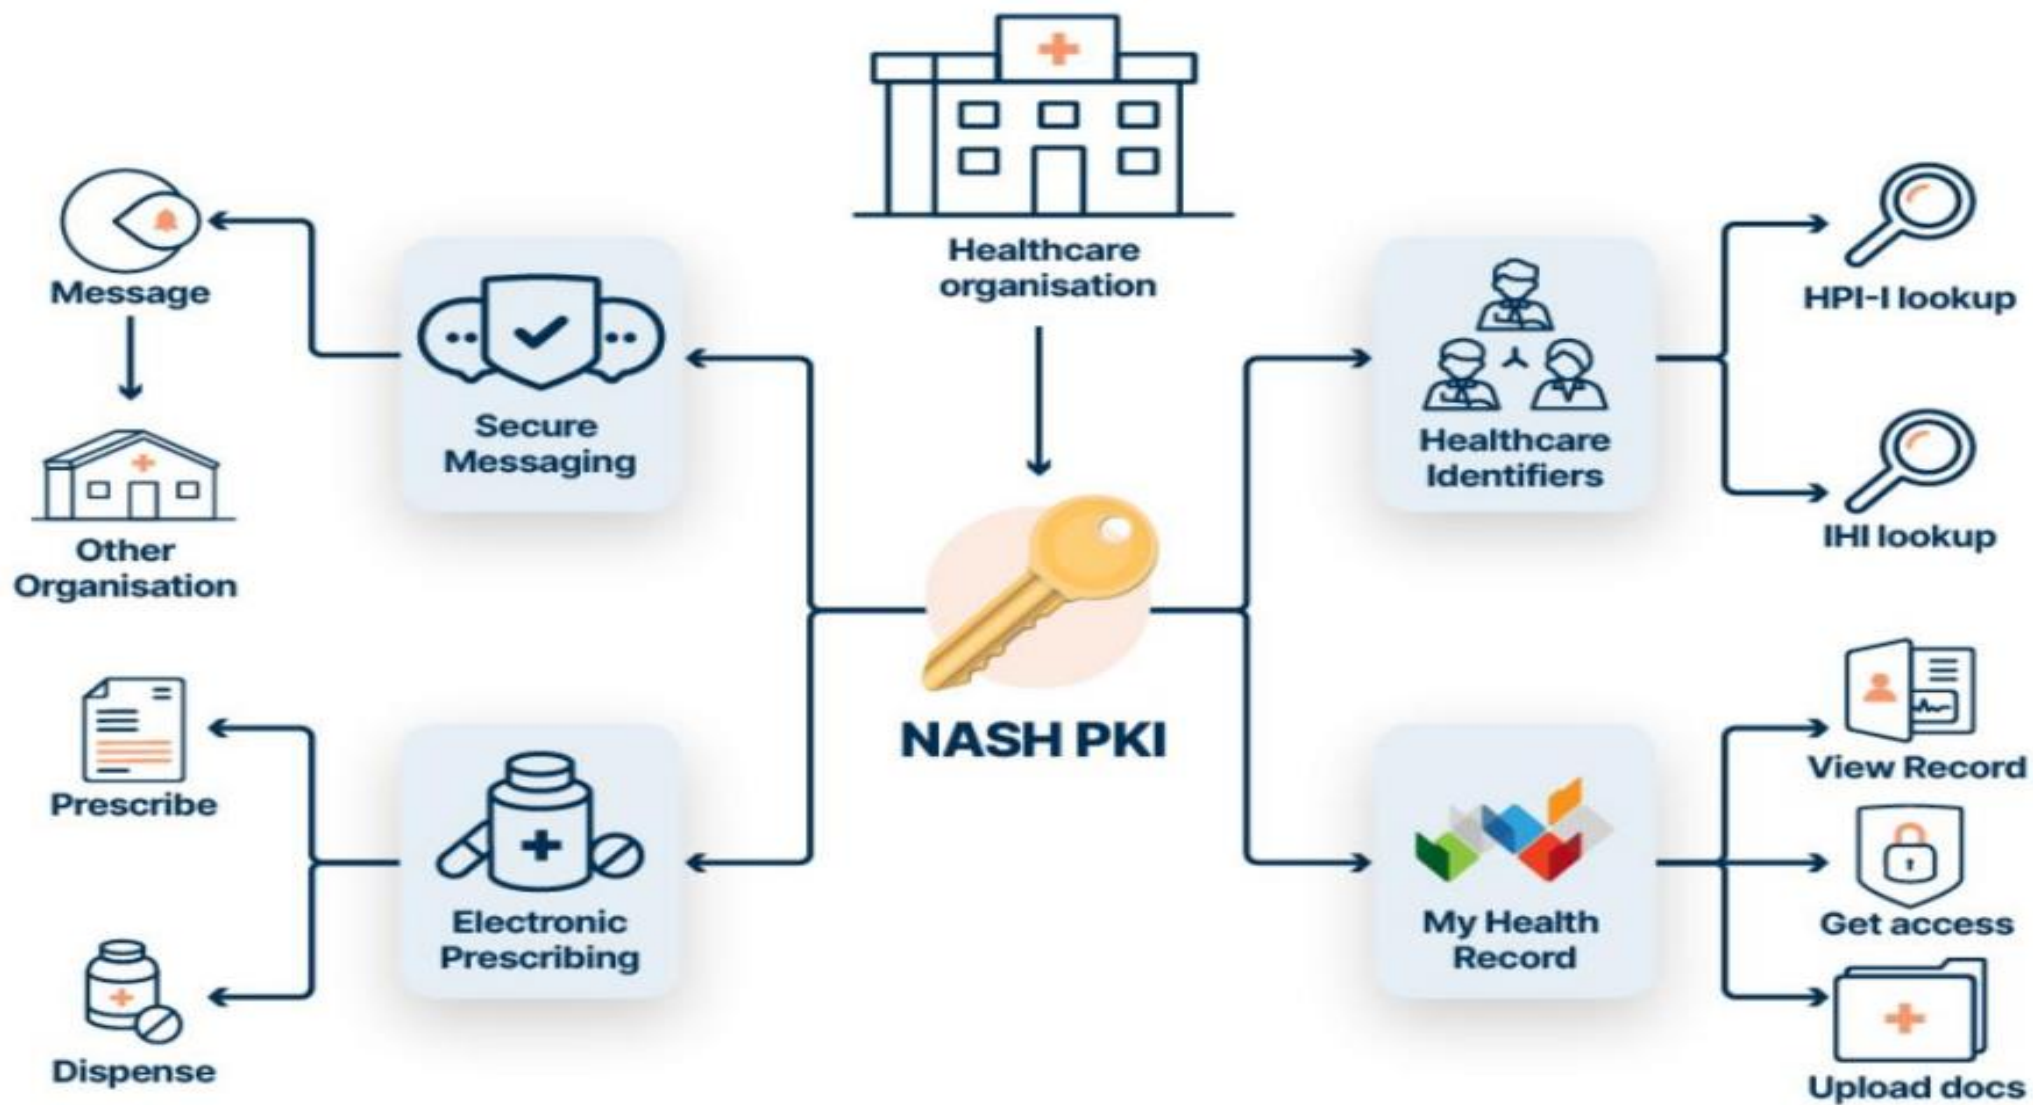 Healthcare
organisation
Message
Secure
Messaging
Other
Organisation
Healthcare
Identifiers
HPI-I lookup
IHI lookup
NASH PKI
Prescribe
Electronic
Prescribing
Dispense
My Health
Record
View Record
Get access
Upload docs